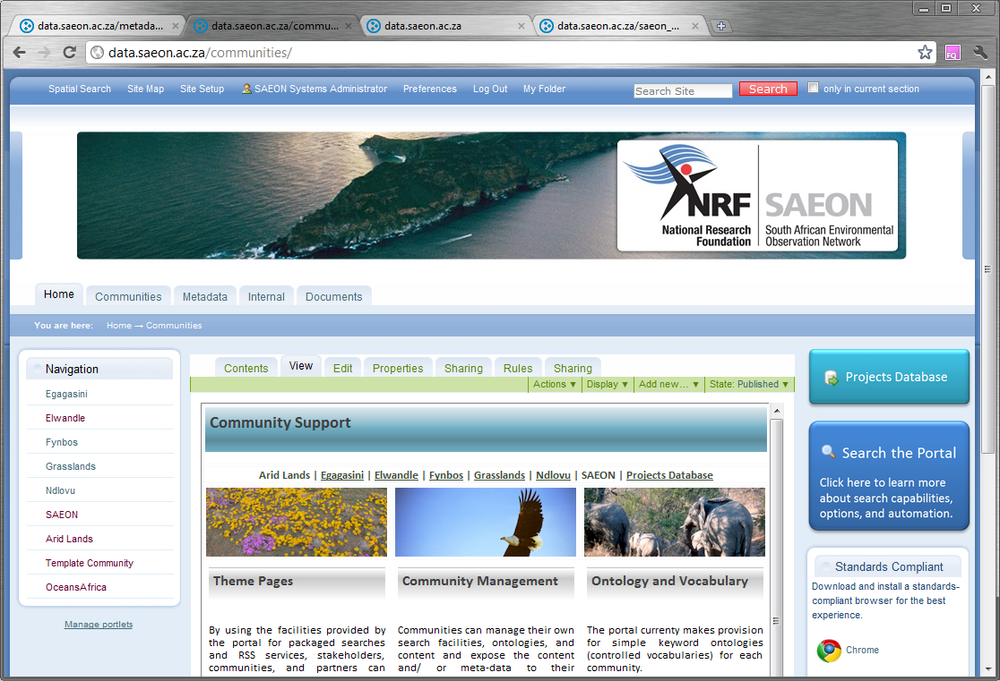 data.saeon.ac.za/metada...
data.saeon.ac.za/commu...
data.saeon.ac.za
data.saeon.ac.za/saeon_...
data.saeon.ac.za/communities/
FQ
Spatial Search
Site Map
Site Setup
SAEON Systems Administrator
Preferences
Log Out
My Folder
Search Site
Search
only in current section
NRF
National Research
Foundation
SAEON
South African Environmental
Observation Network
Home
Communities
Metadata
Internal
Documents
You are here: Home → Communities
Navigation
Egagasini
Elwandle
Fynbos
Grasslands
Ndlovu
SAEON
Arid Lands
Template Community
OceansAfrica
Manage portlets
Contents
View
Edit
Properties
Sharing
Rules
Sharing
Actions ▼
Display ▼
Add new... ▼
State: Published ▼
Community Support
Arid Lands | Egagasini | Elwandle | Fynbos | Grasslands | Ndlovu | SAEON | Projects Database
Theme Pages
By using the facilities provided by
the portal for packaged searches
and RSS services, stakeholders,
communities, and partners can
Community Management
Communities can manage their own
search facilities, ontologies, and
content and expose the content
and/ or meta-data to their
Ontology and Vocabulary
The portal curreny makes provision
for simple keyword ontologies
(controlled vocabularies) for each
community.
Projects Database
Search the Portal
Click here to learn more
about search capabilities,
options, and automation.
Standards Compliant
Download and install a standards-
compliant browser for the best
experience.
Chrome